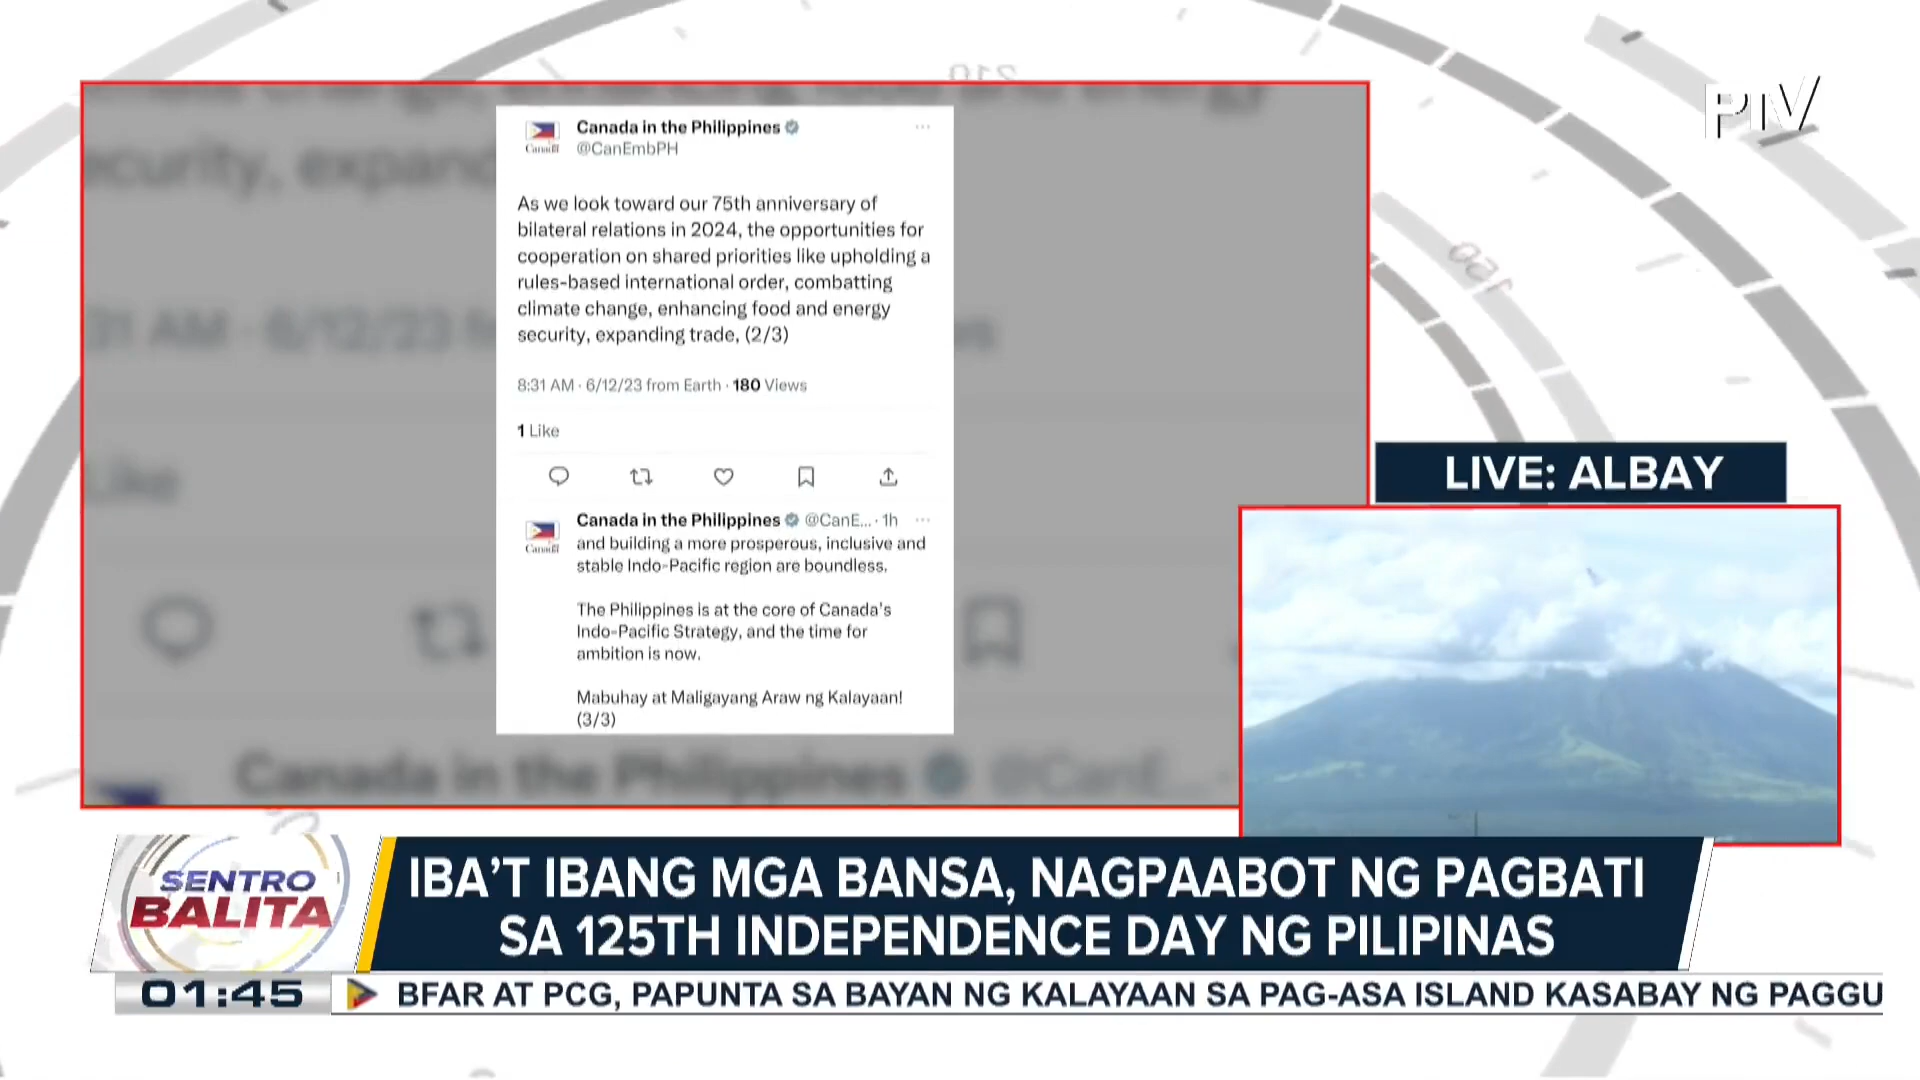 PTV
Canada in the Philippines
@CanEmbPH
As we look toward our 75th anniversary of
bilateral relations in 2024, the opportunities for
cooperation on shared priorities like upholding a
rules-based international order, combatting
climate change, enhancing food and energy
security, expanding trade, (2/3)
8:31 AM · 6/12/23 from Earth · 180 Views
1 Like
Canada in the Philippines @CanE... · 1h
and building a more prosperous, inclusive and
stable Indo-Pacific region are boundless.
The Philippines is at the core of Canada's
Indo-Pacific Strategy, and the time for
ambition is now.
Mabuhay at Maligayang Araw ng Kalayaan!
(3/3)
LIVE: ALBAY
SENTRO
BALITA
IBA'T IBANG MGA BANSA, NAGPAABOT NG PAGBATI
SA 125TH INDEPENDENCE DAY NG PILIPINAS
01:45
BFAR AT PCG, PAPUNTA SA BAYAN NG KALAYAAN SA PAG-ASA ISLAND KASABAY NG PAGGU